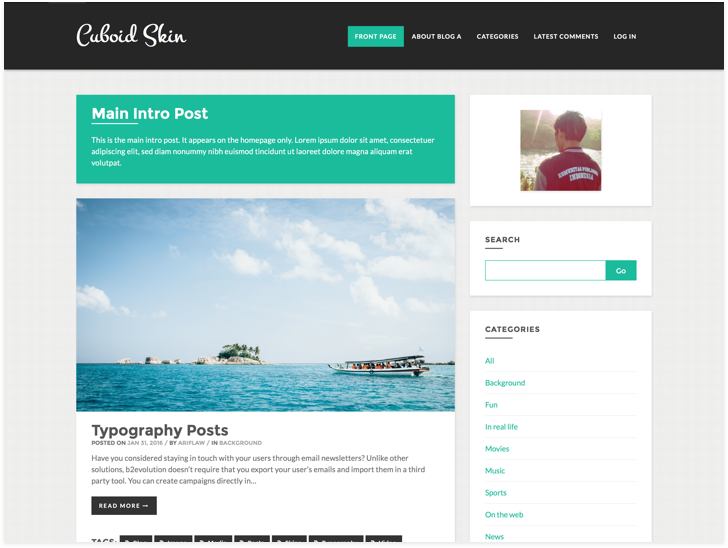 Cuboid Skin
FRONT PAGE
ABOUT BLOG A
CATEGORIES
LATEST COMMENTS
LOG IN
Main Intro Post
This is the main intro post. It appears on the homepage only. Lorem ipsum dolor sit amet, consectetuer
adipiscing elit, sed diam nonummy nibh euismod tincidunt ut laoreet dolore magna aliquam erat
volutpat.
Typography Posts
POSTED ON JAN 31, 2016 / BY ARIFLAW / IN BACKGROUND
Have you considered staying in touch with your users through email newsletters? Unlike other
solutions, b2evolution doesn't require that you export your user's emails and import them in a third
party tool. You can create campaigns directly in...
READ MORE →
TAGS:
INDONESIA
SEARCH
Go
CATEGORIES
All
Background
Fun
In real life
Movies
Music
Sports
On the web
News